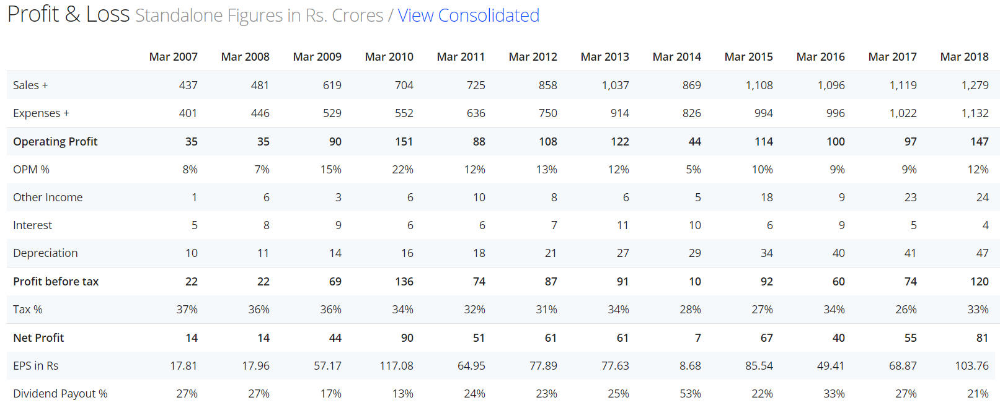 Profit & Loss Standalone Figures in Rs. Crores / View Consolidated
Mar 2007 Mar 2008 Mar 2009 Mar 2010 Mar 2011 Mar 2012 Mar 2013 Mar 2014 Mar 2015 Mar 2016 Mar 2017 Mar 2018
Sales + 437 481 619 704 725 858 1,037 869 1,108 1,096 1,119 1,279
Expenses + 401 446 529 552 636 750 914 826 994 996 1,022 1,132
Operating Profit 35 35 90 151 88 108 122 44 114 100 97 147
OPM % 8% 7% 15% 22% 12% 13% 12% 5% 10% 9% 9% 12%
Other Income 1 6 3 6 10 8 6 5 18 9 23 24
Interest 5 8 9 6 6 7 11 10 6 9 5 4
Depreciation 10 11 14 16 18 21 27 29 34 40 41 47
Profit before tax 22 22 69 136 74 87 91 10 92 60 74 120
Tax % 37% 36% 36% 34% 32% 31% 34% 28% 27% 34% 26% 33%
Net Profit 14 14 44 90 51 61 61 7 67 40 55 81
EPS in Rs 17.81 17.96 57.17 117.08 64.95 77.89 77.63 8.68 85.54 49.41 68.87 103.76
Dividend Payout % 27% 27% 17% 13% 24% 23% 25% 53% 22% 33% 27% 21%